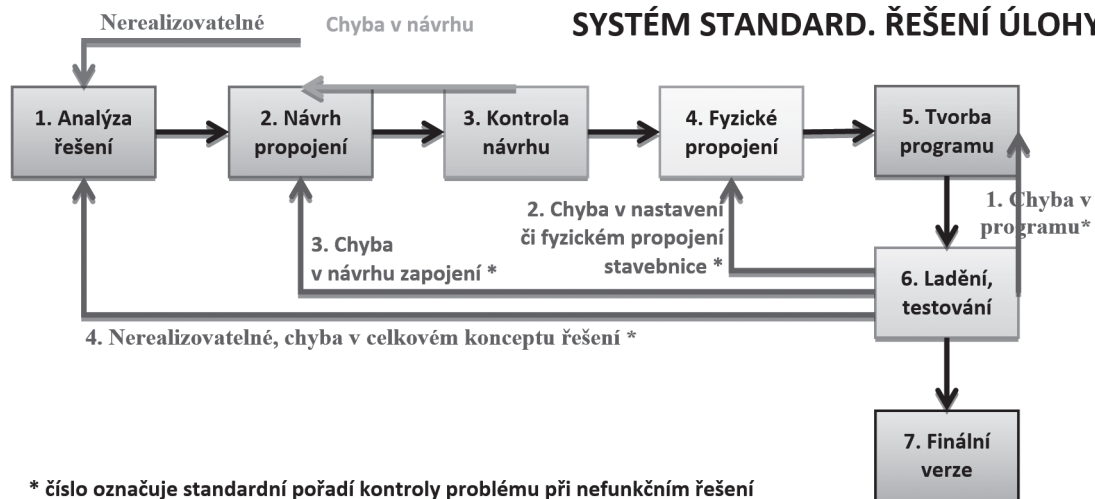 SYSTÉM STANDARD. ŘEŠENÍ ÚLOHY
Nerealizovatelné
Chyba v návrhu
1. Analýza
řešení
2. Návrh
propojení
3. Kontrola
návrhu
4. Fyzické
propojení
5. Tvorba
programu
1. Chyba v
programu*
2. Chyba v nastavení
či fyzickém propojení
stavebnice *
3. Chyba
v návrhu zapojení *
6. Ladění,
testování
4. Nerealizovatelné, chyba v celkovém konceptu řešení *
7. Finální
verze
* číslo označuje standardní pořadí kontroly problému při nefunkčním řešení